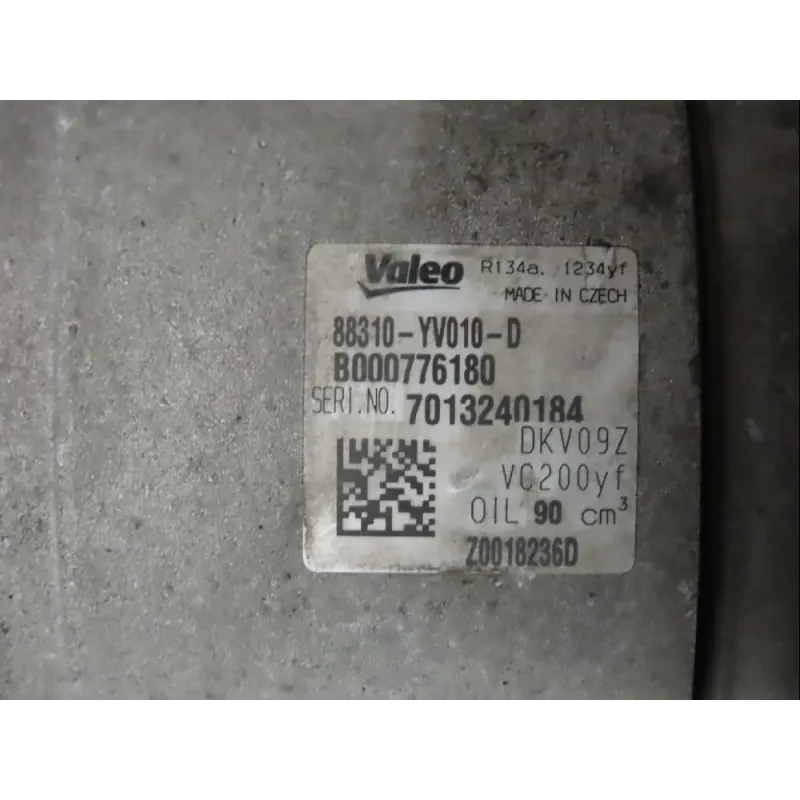 Valeo R134a. 1234yf
MADE IN CZECH
88310-YV010-D
B000776180
SERI.NO. 7013240184
DKV09Z
VC200yf
OIL 90 cm³
Z0018236D